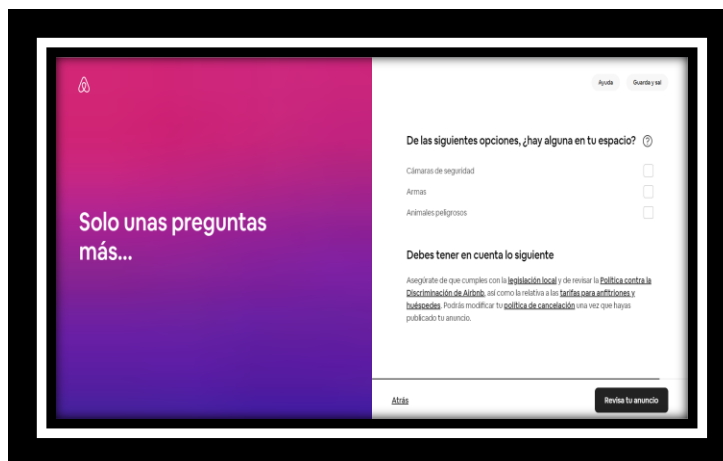 Ayuda Guarda y sal
De las siguientes opciones, ¿hay alguna en tu espacio? ?
Cámaras de seguridad
Armas
Animales peligrosos
Solo unas preguntas
más...
Debes tener en cuenta lo siguiente
Asegúrate de que cumples con la legislación local y de revisar la Política contra la
Discriminación de Airbnb, así como la relativa a las tarifas para anfitriones y
huéspedes. Podrás modificar tu política de cancelación una vez que hayas
publicado tu anuncio.
Atrás Revisa tu anuncio